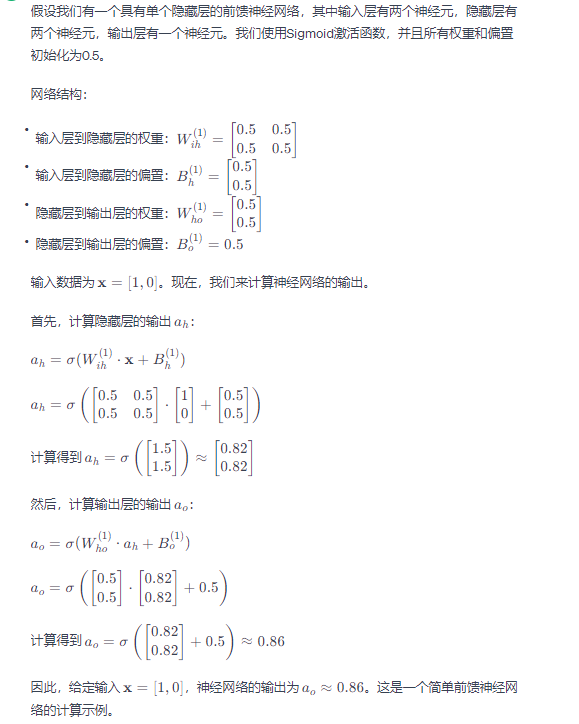 假设我们有一个具有单个隐藏层的前馈神经网络，其中输入层有两个神经元，隐藏层有
两个神经元，输出层有一个神经元。我们使用Sigmoid激活函数，并且所有权重和偏置
初始化为0.5。
网络结构：
• 输入层到隐藏层的权重：$W_{ih}^{(1)} = \begin{bmatrix} 0.5 & 0.5 \\ 0.5 & 0.5 \end{bmatrix}$
• 输入层到隐藏层的偏置：$B_{h}^{(1)} = \begin{bmatrix} 0.5 \\ 0.5 \end{bmatrix}$
• 隐藏层到输出层的权重：$W_{ho}^{(1)} = \begin{bmatrix} 0.5 \\ 0.5 \end{bmatrix}$
• 隐藏层到输出层的偏置：$B_{o}^{(1)} = 0.5$
输入数据为 $\mathbf{x} = [1, 0]$。现在，我们来计算神经网络的输出。
首先，计算隐藏层的输出 $a_h$：
$a_h = \sigma(W_{ih}^{(1)} \cdot \mathbf{x} + B_{h}^{(1)})$
$a_h = \sigma\left(\begin{bmatrix} 0.5 & 0.5 \\ 0.5 & 0.5 \end{bmatrix} \cdot \begin{bmatrix} 1 \\ 0 \end{bmatrix} + \begin{bmatrix} 0.5 \\ 0.5 \end{bmatrix}\right)$
计算得到 $a_h = \sigma\left(\begin{bmatrix} 1.5 \\ 1.5 \end{bmatrix}\right) \approx \begin{bmatrix} 0.82 \\ 0.82 \end{bmatrix}$
然后，计算输出层的输出 $a_o$：
$a_o = \sigma(W_{ho}^{(1)} \cdot a_h + B_{o}^{(1)})$
$a_o = \sigma\left(\begin{bmatrix} 0.5 \\ 0.5 \end{bmatrix} \cdot \begin{bmatrix} 0.82 \\ 0.82 \end{bmatrix} + 0.5\right)$
计算得到 $a_o = \sigma\left(\begin{bmatrix} 0.82 \\ 0.82 \end{bmatrix} + 0.5\right) \approx 0.86$
因此，给定输入 $\mathbf{x} = [1, 0]$，神经网络的输出为 $a_o \approx 0.86$。这是一个简单前馈神经网
络的计算示例。